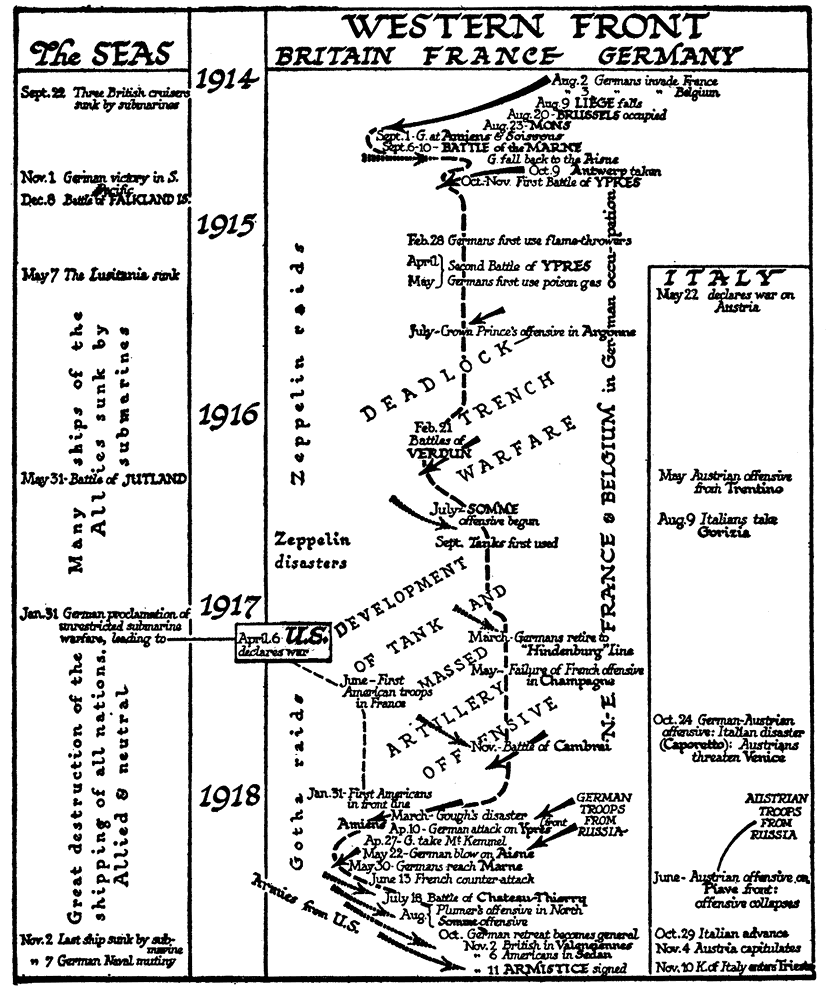 The SEAS
WESTERN FRONT
BRITAIN FRANCE GERMANY
Sept. 22 Three British cruisers
sunk by submarines
Nov. 1 German victory in S.
Pacific
Dec. 8 Battle of FALKLAND IS.
May 7 The Lusitania sunk
Many ships of the
Allies sunk by
submarines
May 31-Battle of JUTLAND
Jan. 31 German proclamation of
unrestricted submarine
warfare, leading to
Great destruction of the
shipping of all nations.
Allied & neutral
Nov. 2 Last ship sunk by sub-
marine
" 7 German Naval mutiny
1914
1915
1916
1917
1918
April 6 U.S.
declares war
Zeppelin raids
Zeppelin
disasters
Gotha raids
Aug. 2 Germans invade France
" 3 " " Belgium
Aug. 9 LIEGE falls
Aug. 20-BRUSSELS occupied
Aug. 23-MONS
Sept. 1-G. at Amiens & Soissons
Sept. 6-10-BATTLE of the MARNE
G. fall back to the Aisne
Oct. 9 Antwerp taken
Oct.-Nov. First Battle of YPRES
Feb. 28 Germans first use flame-throwers
April
May
Second Battle of YPRES
Germans first use poison gas
July-Crown Prince's offensive in Argonne
DEADLOCK-
TRENCH
WARFARE
Feb. 21
Battles of
VERDUN
July-SOMME
offensive begun
Sept. Tanks first used
DEVELOPMENT
OF TANK AND
MASSED
ARTILLERY
OFFENSIVE
March-Germans retire to
"Hindenburg" Line
May-Failure of French offensive
in Champagne
June-First
American troops
in France
Nov.-Battle of Cambrai
N.-E. FRANCE & BELGIUM in German occupation
Jan. 31-First Americans
in front line
March-Gough's disaster
Amiens
Ap. 10-German attack on Ypres
front
GERMAN
TROOPS
FROM
RUSSIA
Ap. 27-G. take Mt Kemmel
May 22-German blow on Aisne
May 30-Germans reach Marne
June 13 French counter-attack
Armies from U.S.
July 18 Battle of Chateau-Thierry
Aug.
Plumer's offensive in North
Somme offensive
Oct. German retreat becomes general
Nov. 2 British in Valenciennes
" 6 Americans in Sedan
" 11 ARMISTICE signed
ITALY
May 22 declares war on
Austria
May Austrian offensive
from Trentino
Aug. 9 Italians take
Gorizia
Oct. 24 German-Austrian
offensive: Italian disaster
(Caporetto): Austrians
threaten Venice
AUSTRIAN
TROOPS
FROM
RUSSIA
June-Austrian offensive on
Piave front:
offensive collapses
Oct. 29 Italian advance
Nov. 4 Austria capitulates
Nov. 10 K. of Italy enters Trieste